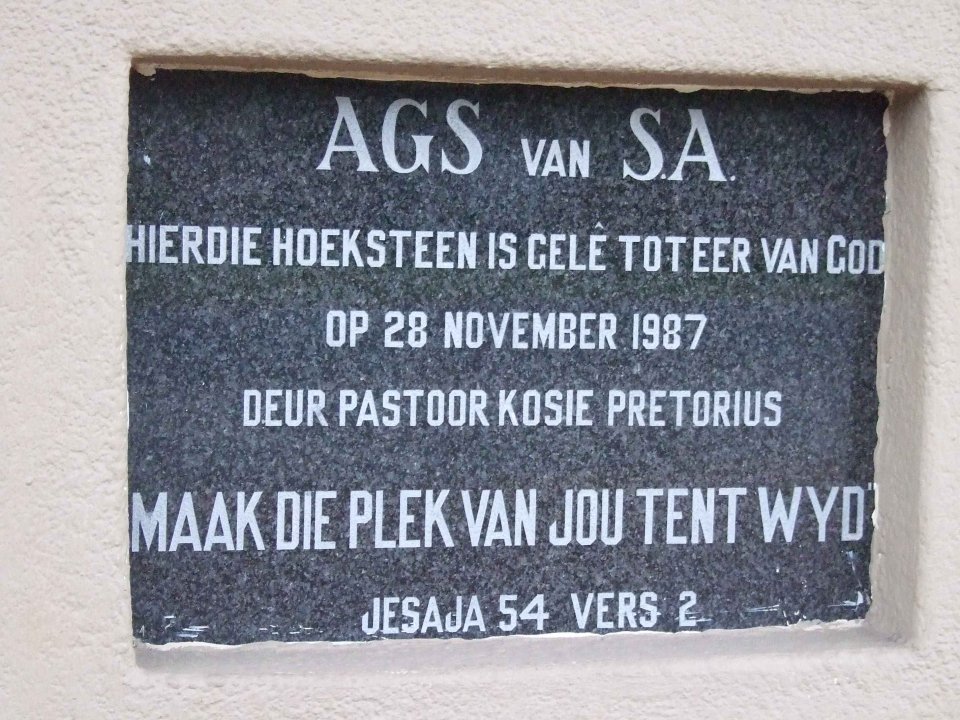 AGS VAN S.A.
HIERDIE HOEKSTEEN IS GELÊ TOT EER VAN GOD
OP 28 NOVEMBER 1987
DEUR PASTOOR KOSIE PRETORIUS
"MAAK DIE PLEK VAN JOU TENT WYD"
JESAJA 54 VERS 2